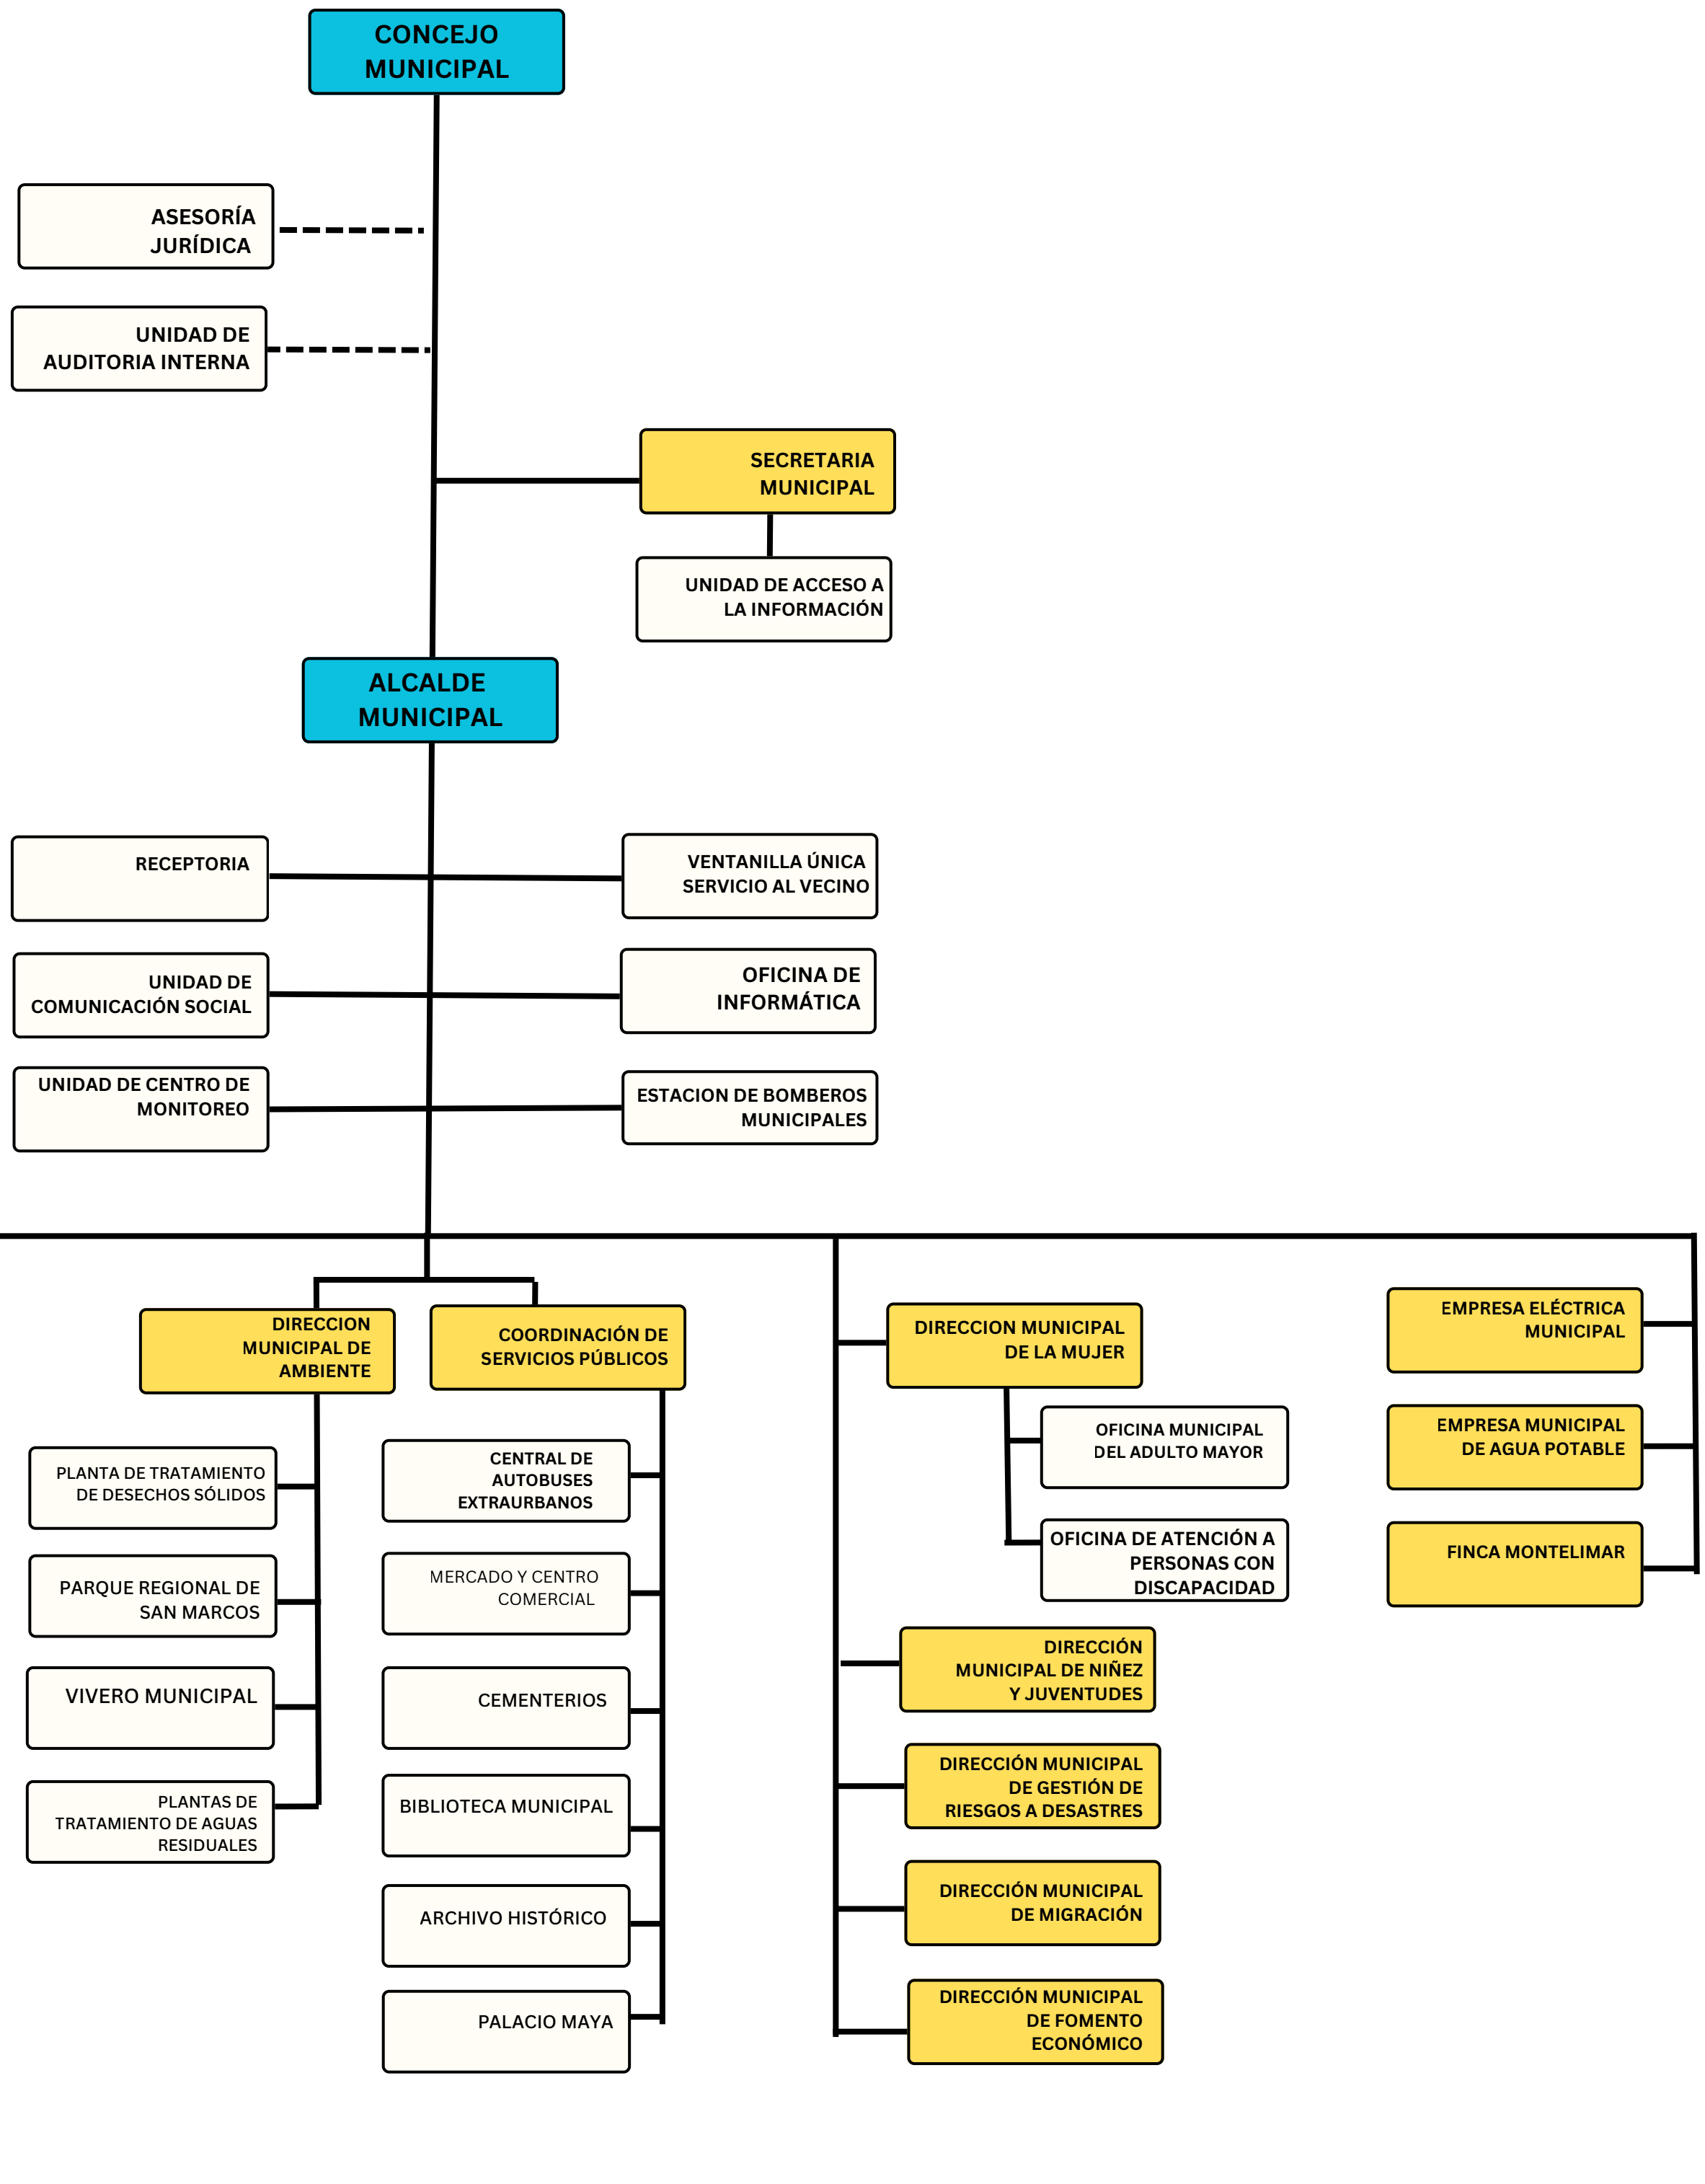 CONCEJO
MUNICIPAL
ASESORÍA
JURÍDICA
UNIDAD DE
AUDITORIA INTERNA
SECRETARIA
MUNICIPAL
UNIDAD DE ACCESO A
LA INFORMACIÓN
ALCALDE
MUNICIPAL
RECEPTORIA
VENTANILLA ÚNICA
SERVICIO AL VECINO
UNIDAD DE
COMUNICACIÓN SOCIAL
OFICINA DE
INFORMÁTICA
UNIDAD DE CENTRO DE
MONITOREO
ESTACION DE BOMBEROS
MUNICIPALES
DIRECCION
MUNICIPAL DE
AMBIENTE
PLANTA DE TRATAMIENTO
DE DESECHOS SÓLIDOS
PARQUE REGIONAL DE
SAN MARCOS
VIVERO MUNICIPAL
PLANTAS DE
TRATAMIENTO DE AGUAS
RESIDUALES
COORDINACIÓN DE
SERVICIOS PÚBLICOS
CENTRAL DE
AUTOBUSES
EXTRAURBANOS
MERCADO Y CENTRO
COMERCIAL
CEMENTERIOS
BIBLIOTECA MUNICIPAL
ARCHIVO HISTÓRICO
PALACIO MAYA
DIRECCION MUNICIPAL
DE LA MUJER
OFICINA MUNICIPAL
DEL ADULTO MAYOR
OFICINA DE ATENCIÓN A
PERSONAS CON
DISCAPACIDAD
DIRECCIÓN
MUNICIPAL DE NIÑEZ
Y JUVENTUDES
DIRECCIÓN MUNICIPAL
DE GESTIÓN DE
RIESGOS A DESASTRES
DIRECCIÓN MUNICIPAL
DE MIGRACIÓN
DIRECCIÓN MUNICIPAL
DE FOMENTO
ECONÓMICO
EMPRESA ELÉCTRICA
MUNICIPAL
EMPRESA MUNICIPAL
DE AGUA POTABLE
FINCA MONTELIMAR